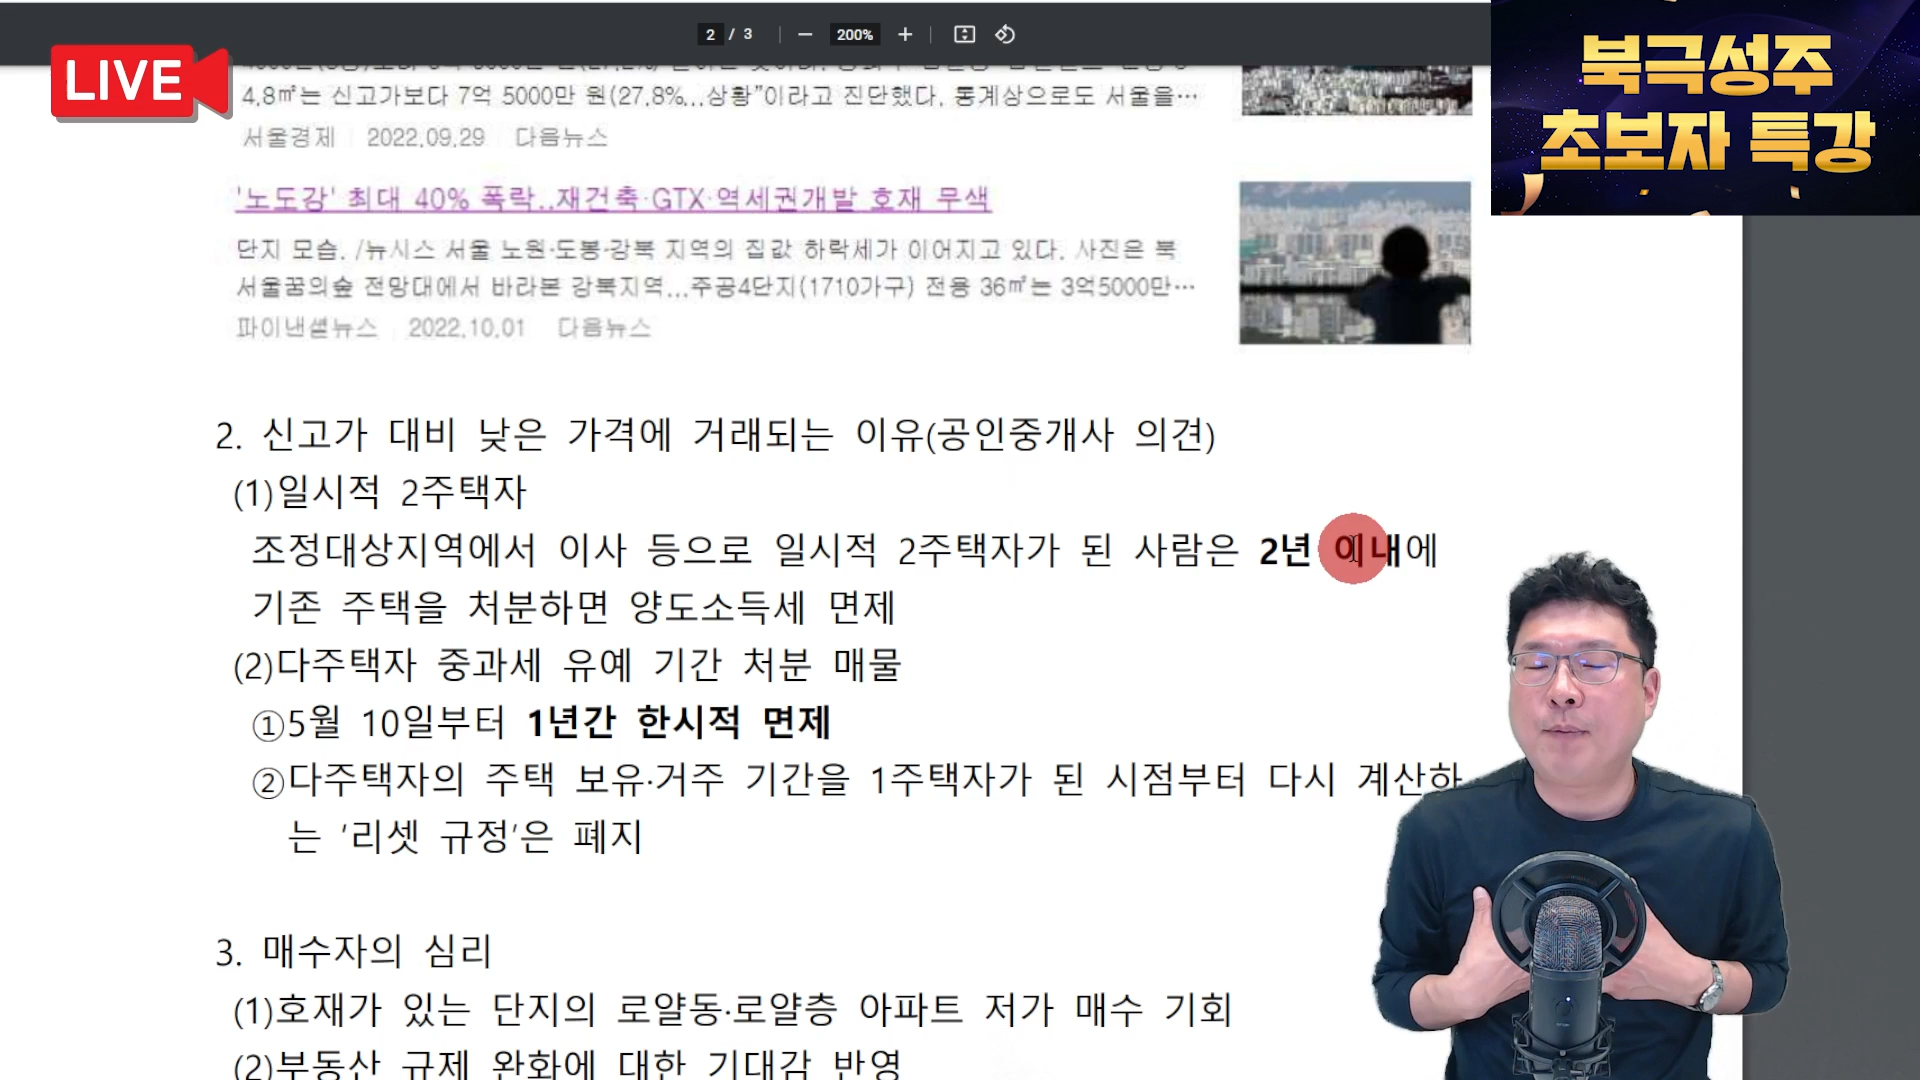 2 / 3
200%
LIVE
북극성주
초보자 특강
4.8㎡는 신고가보다 7억 5000만 원(27.8%...상황”이라고 진단했다. 통계상으로도 서울을…
서울경제 2022.09.29 다음뉴스
'노도강' 최대 40% 폭락..재건축·GTX·역세권개발 호재 무색
단지 모습. /뉴시스 서울 노원·도봉·강북 지역의 집값 하락세가 이어지고 있다. 사진은 북
서울꿈의숲 전망대에서 바라본 강북지역...주공4단지(1710가구) 전용 36㎡는 3억5000만…
파이낸셜뉴스 2022.10.01 다음뉴스
2. 신고가 대비 낮은 가격에 거래되는 이유(공인중개사 의견)
(1)일시적 2주택자
조정대상지역에서 이사 등으로 일시적 2주택자가 된 사람은 2년 이내에
기존 주택을 처분하면 양도소득세 면제
(2)다주택자 중과세 유예 기간 처분 매물
①5월 10일부터 1년간 한시적 면제
②다주택자의 주택 보유·거주 기간을 1주택자가 된 시점부터 다시 계산하
는 '리셋 규정'은 폐지
3. 매수자의 심리
(1)호재가 있는 단지의 로얄동·로얄층 아파트 저가 매수 기회
(2)부동산 규제 완화에 대한 기대감 반영